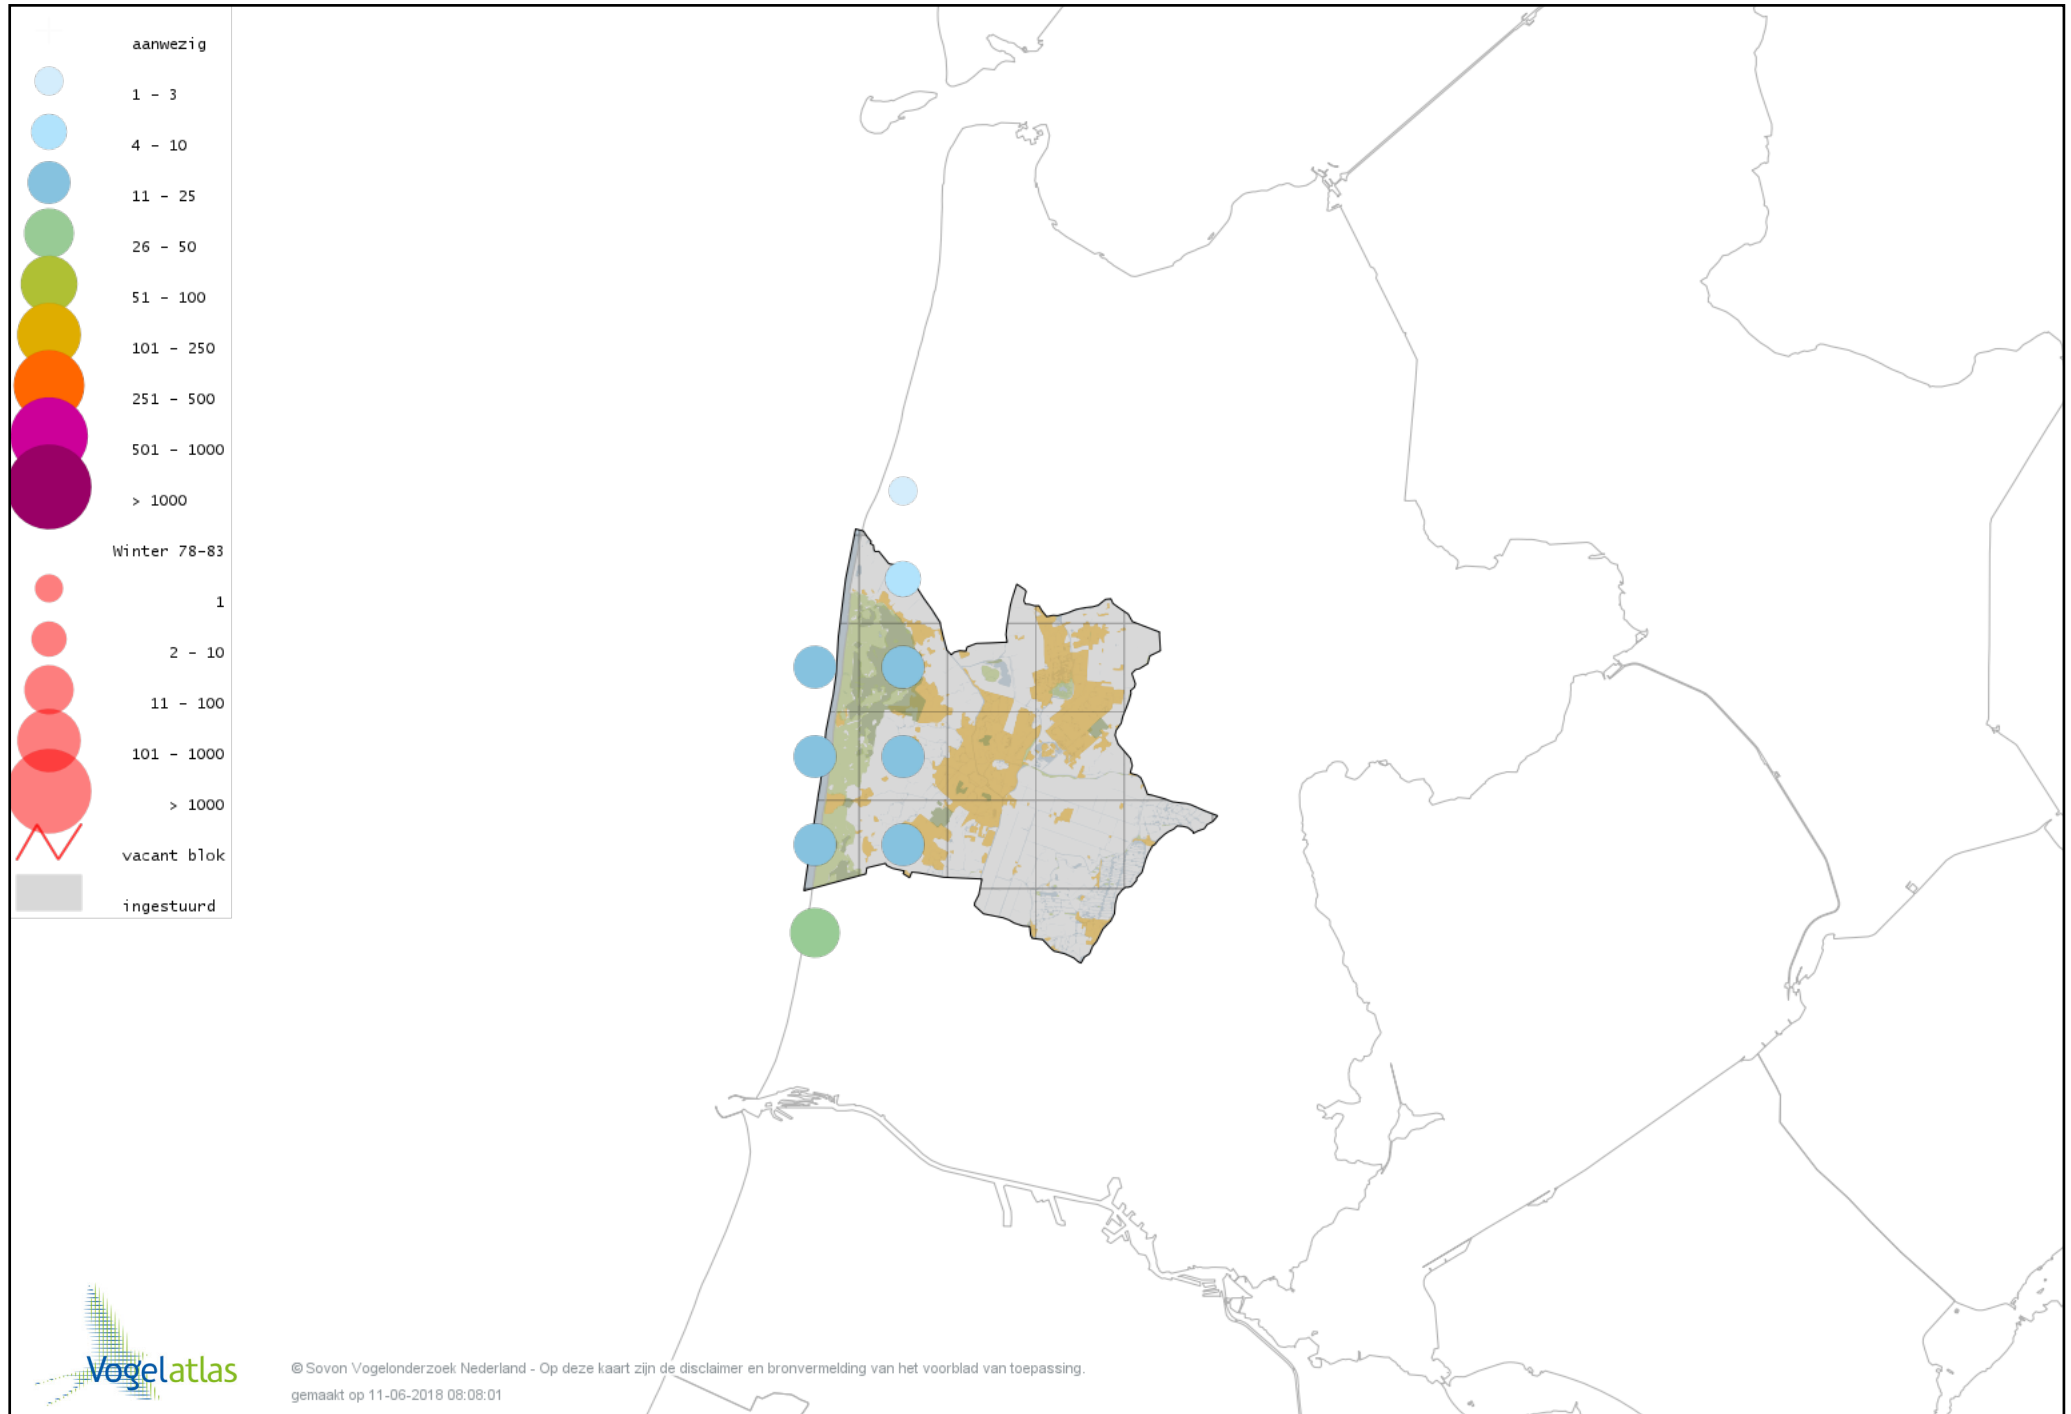 aanwezig
1 - 3
4 - 10
11 - 25
26 - 50
51 - 100
101 - 250
251 - 500
501 - 1000
> 1000
Winter 78-83
1
2 - 10
11 - 100
101 - 1000
> 1000
vacant blok
ingestuurd
Vogelatlas
© Sovon Vogelonderzoek Nederland - Op deze kaart zijn de disclaimer en bronvermelding van het voorblad van toepassing.
gemaakt op 11-06-2018 08:08:01